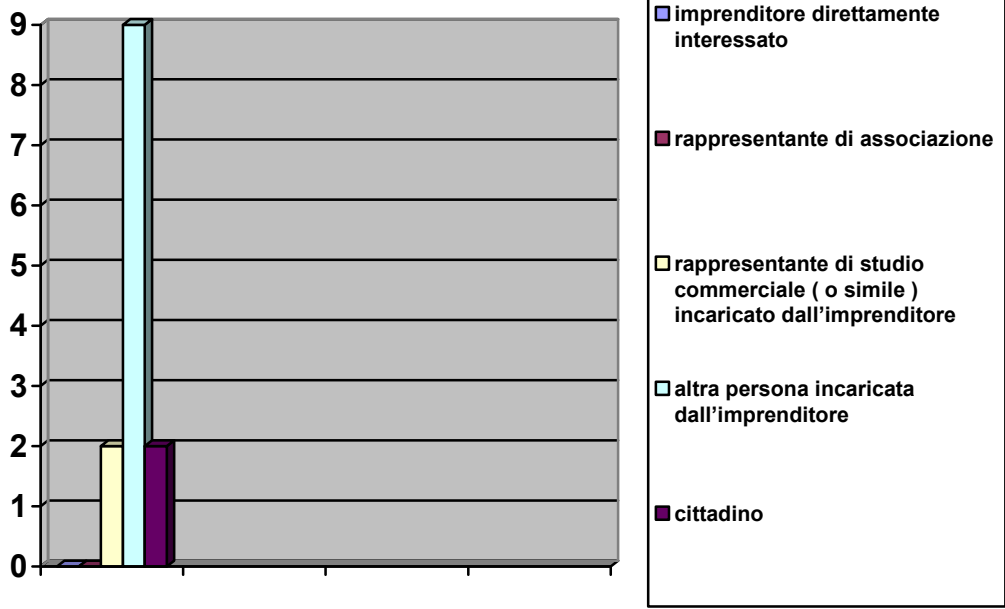 9
8
7
6
5
4
3
2
1
0
imprenditore direttamente
interessato
rappresentante di associazione
rappresentante di studio
commerciale ( o simile )
incaricato dall'imprenditore
altra persona incaricata
dall'imprenditore
cittadino